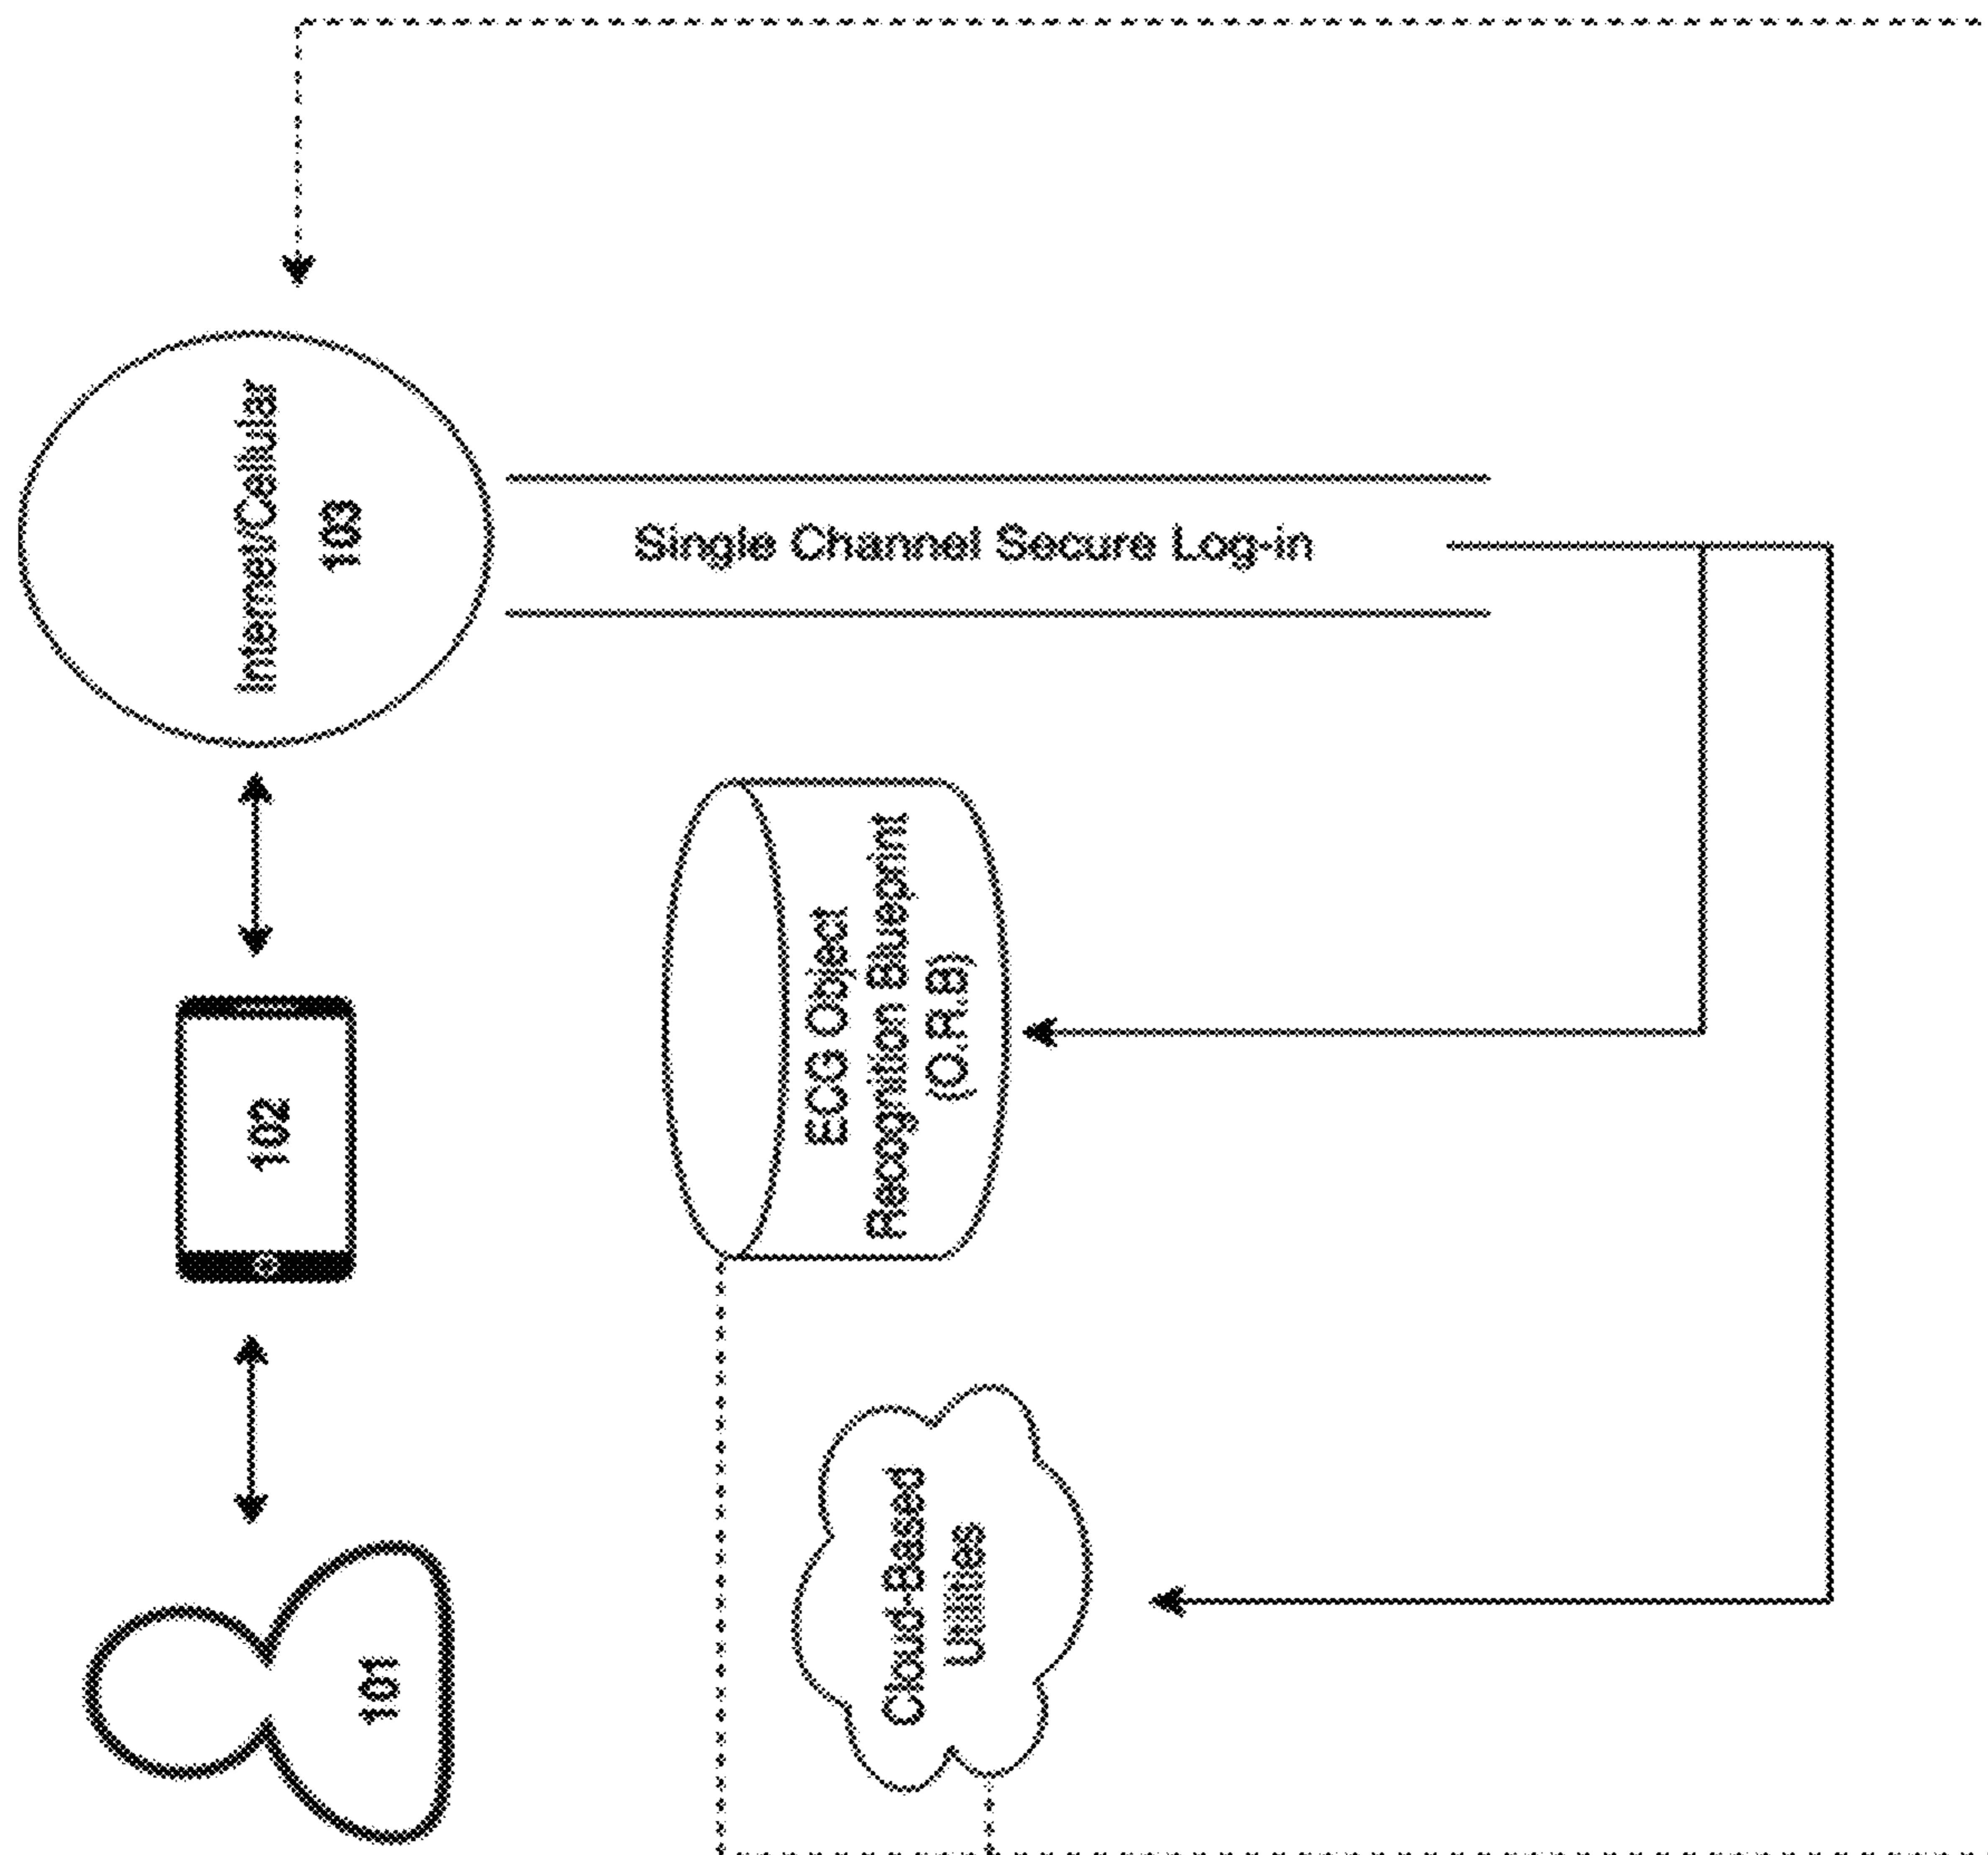 Internet/Cellular
103
Single Channel Secure Log-in
102
ECG Object
Recognition Blueprint
(O.R.B)
101
Cloud-Based
Utilities